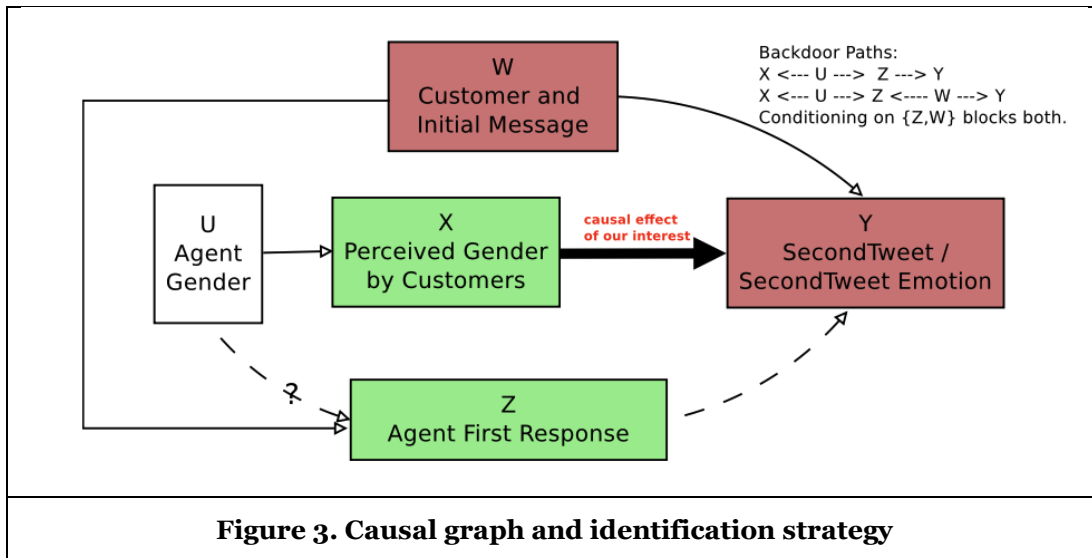 W
Customer and
Initial Message
Backdoor Paths:
X <--- U ---> Z ---> Y
X <--- U ---> Z <---- W ---> Y
Conditioning on {Z,W} blocks both.
U
Agent
Gender
X
Perceived Gender
by Customers
causal effect
of our interest
Y
SecondTweet /
SecondTweet Emotion
?
Z
Agent First Response
Figure 3. Causal graph and identification strategy